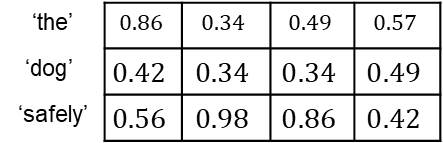 ‘the’ 0.86 0.34 0.49 0.57
‘dog’ 0.42 0.34 0.34 0.49
‘safely’ 0.56 0.98 0.86 0.42